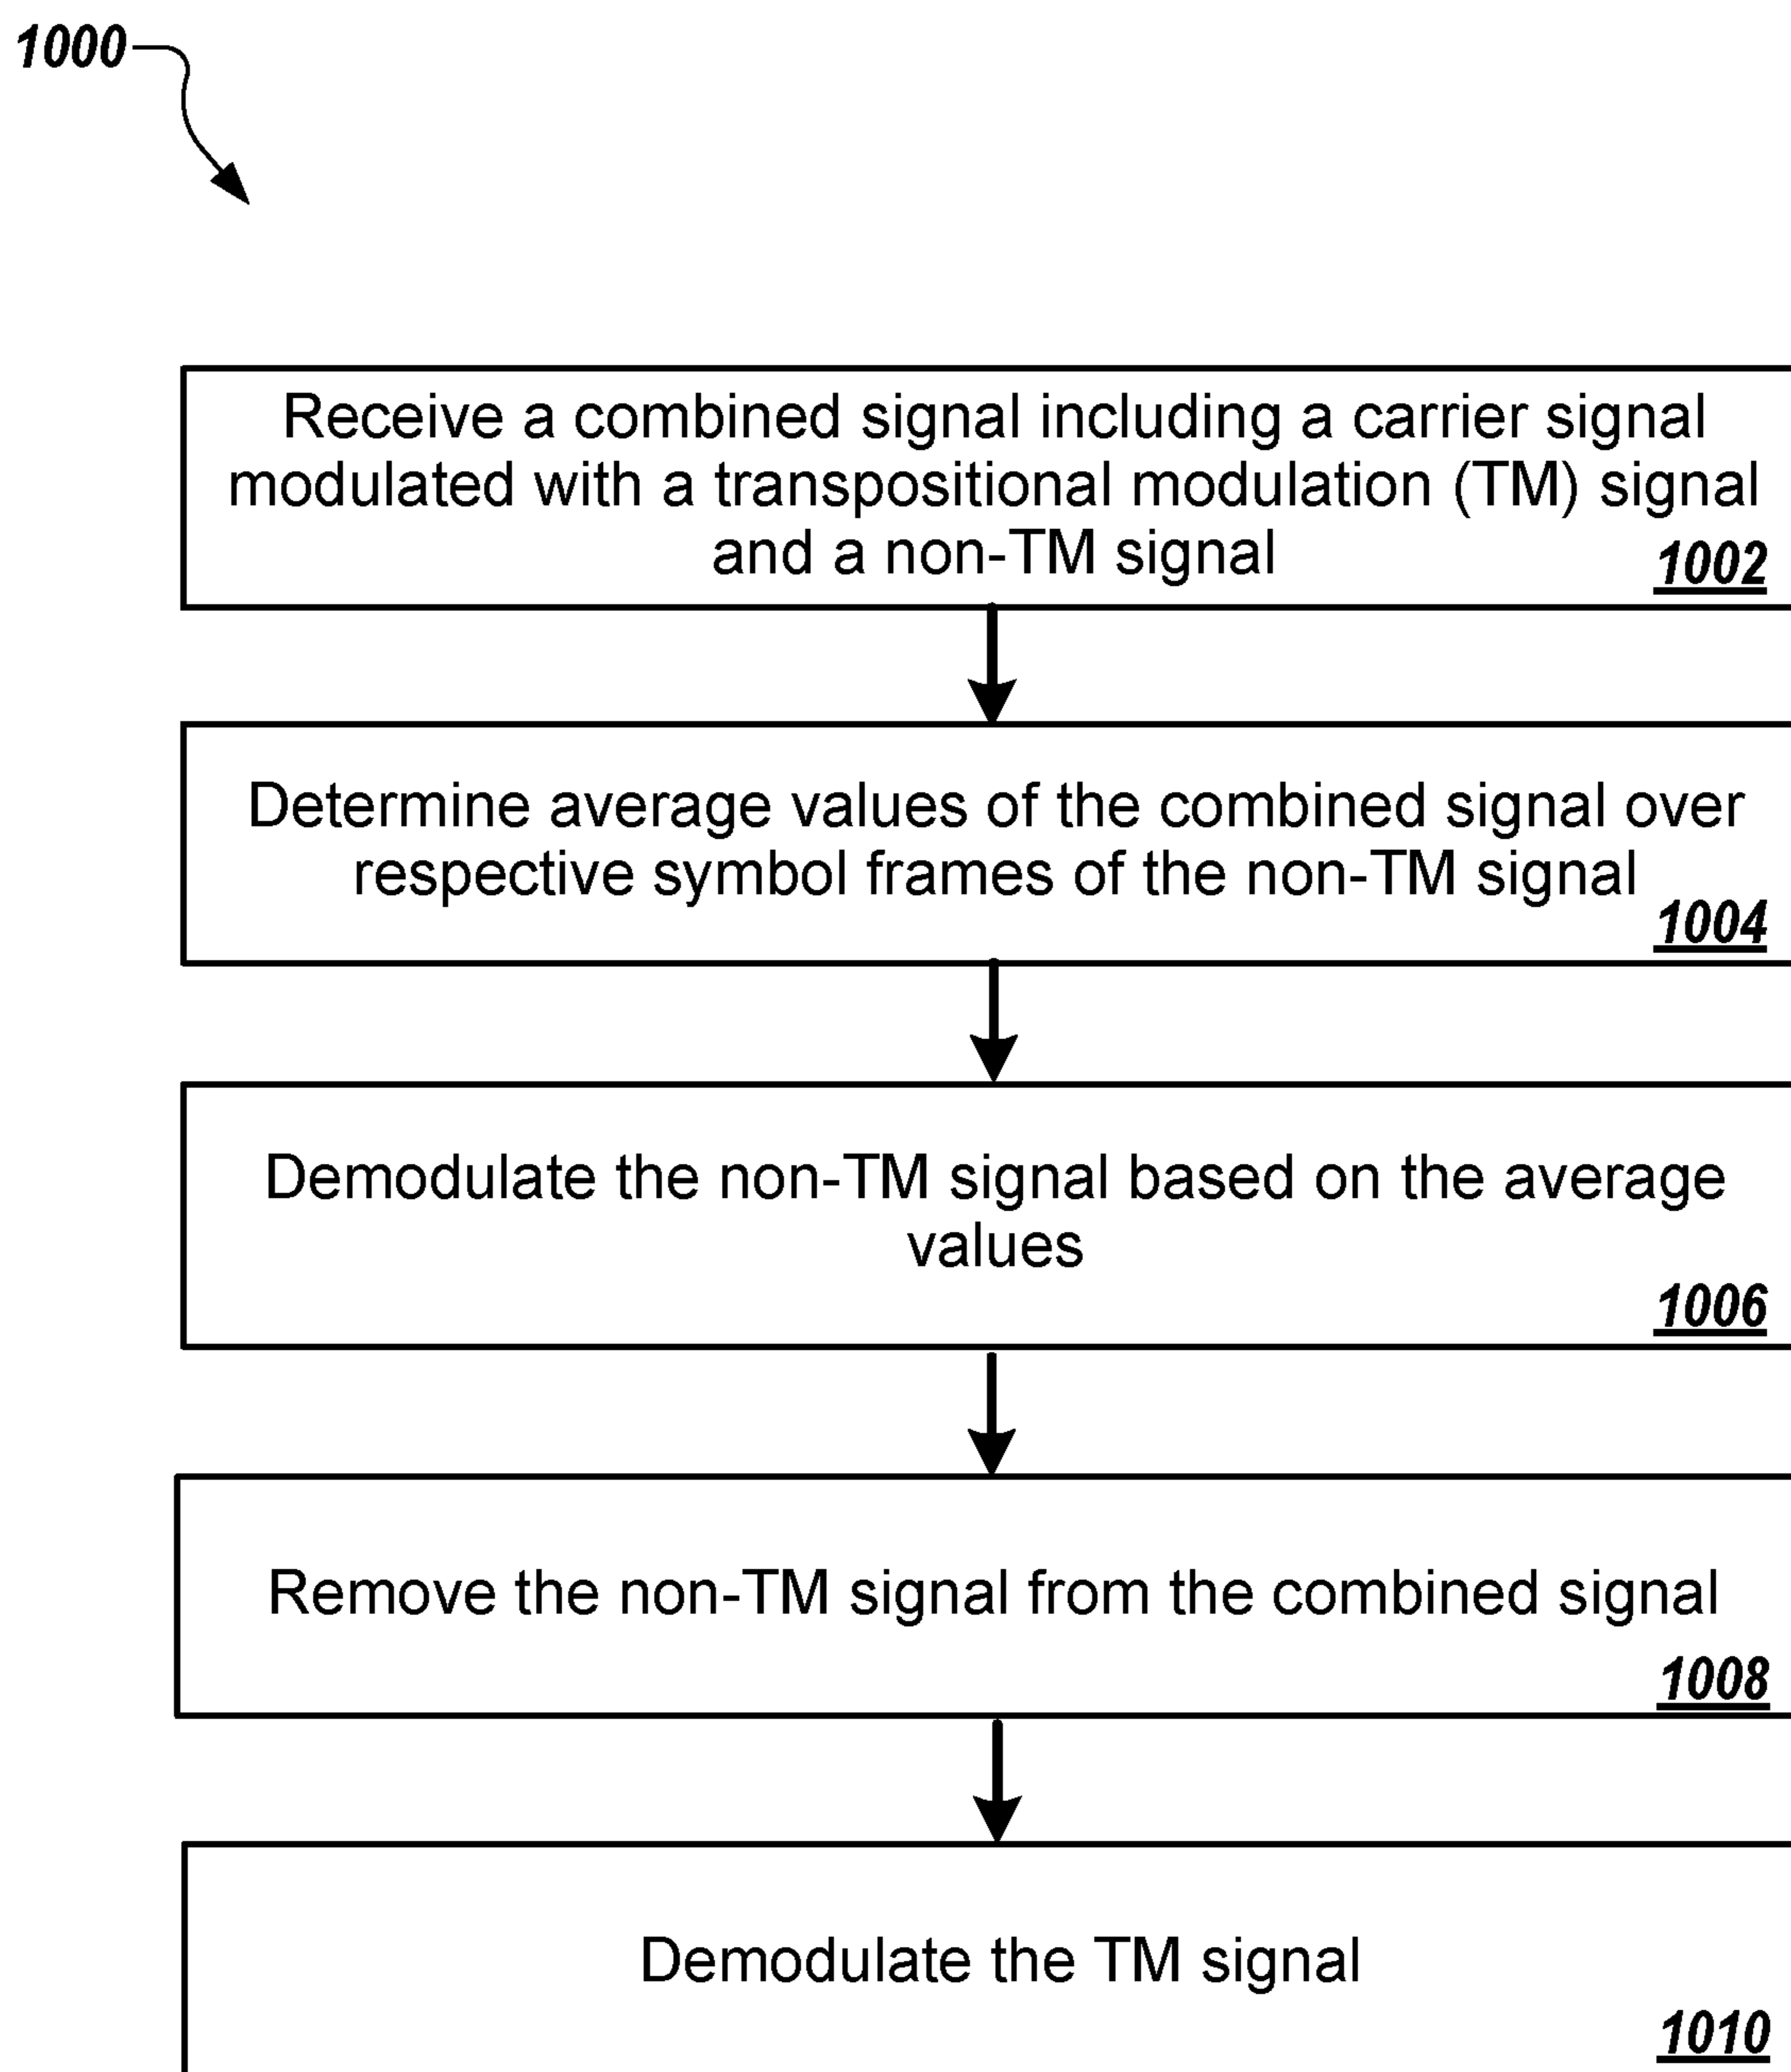 1000
Receive a combined signal including a carrier signal
modulated with a transpositional modulation (TM) signal
and a non-TM signal
1002
Determine average values of the combined signal over
respective symbol frames of the non-TM signal
1004
Demodulate the non-TM signal based on the average
values
1006
Remove the non-TM signal from the combined signal
1008
Demodulate the TM signal
1010